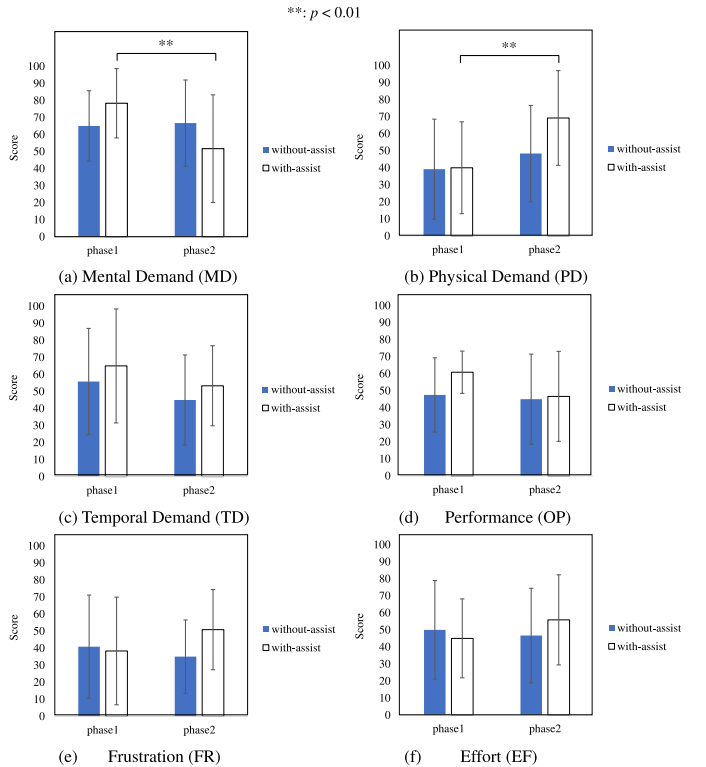 **: p < 0.01
**
100
90
80
70
60
50
40
30
20
10
0
Score
phase1
phase2
without-assist
with-assist
(a) Mental Demand (MD)
**
100
90
80
70
60
50
40
30
20
10
0
Score
phase1
phase2
without-assist
with-assist
(b) Physical Demand (PD)
100
90
80
70
60
50
40
30
20
10
0
Score
phase1
phase2
without-assist
with-assist
(c) Temporal Demand (TD)
100
90
80
70
60
50
40
30
20
10
0
Score
phase1
phase2
without-assist
with-assist
(d) Performance (OP)
100
90
80
70
60
50
40
30
20
10
0
Score
phase1
phase2
without-assist
with-assist
(e) Frustration (FR)
100
90
80
70
60
50
40
30
20
10
0
Score
phase1
phase2
without-assist
with-assist
(f) Effort (EF)